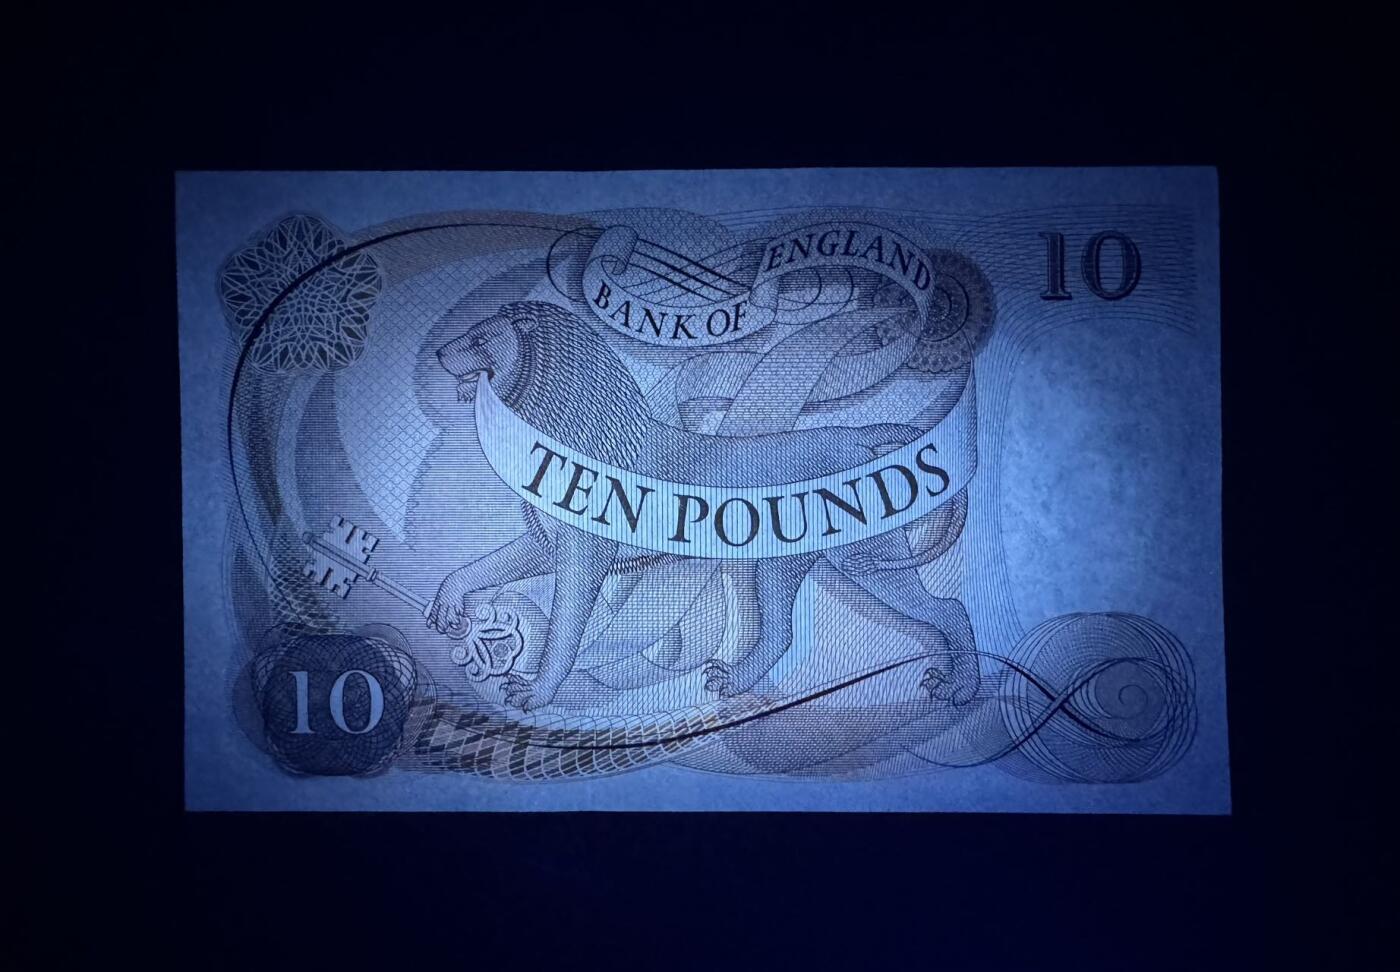 BANK OF ENGLAND
10
TEN POUNDS
10